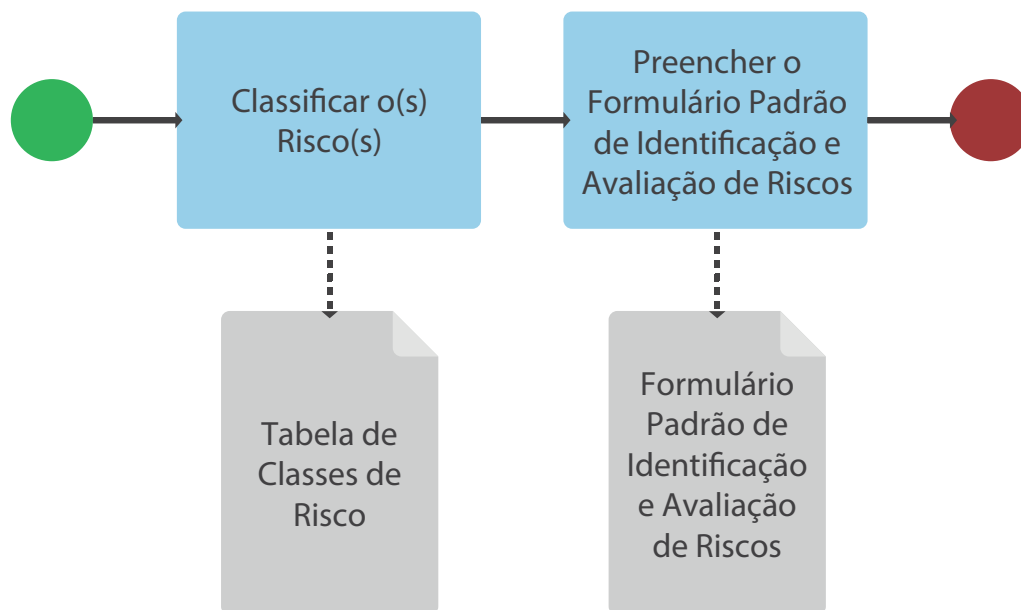 Classificar o(s)
Risco(s)
Preencher o
Formulário Padrão
de Identificação e
Avaliação de Riscos
Tabela de
Classes de
Risco
Formulário
Padrão de
Identificação
e Avaliação
de Riscos